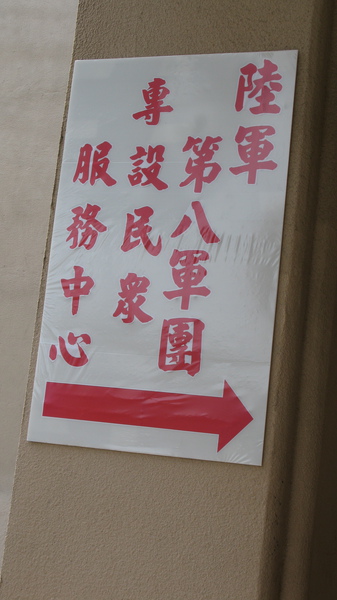 陸軍
第八軍團
專設民眾
服務中心